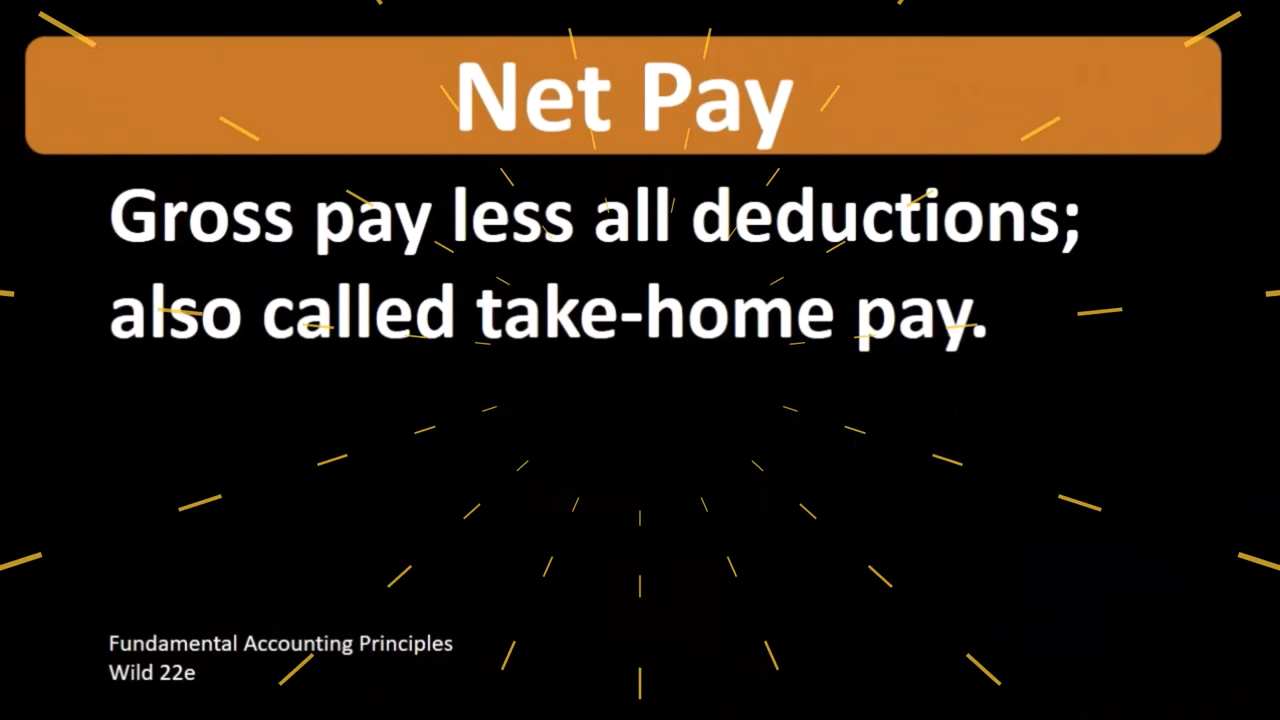 Net Pay
Gross pay less all deductions;
also called take-home pay.
Fundamental Accounting Principles
Wild 22e